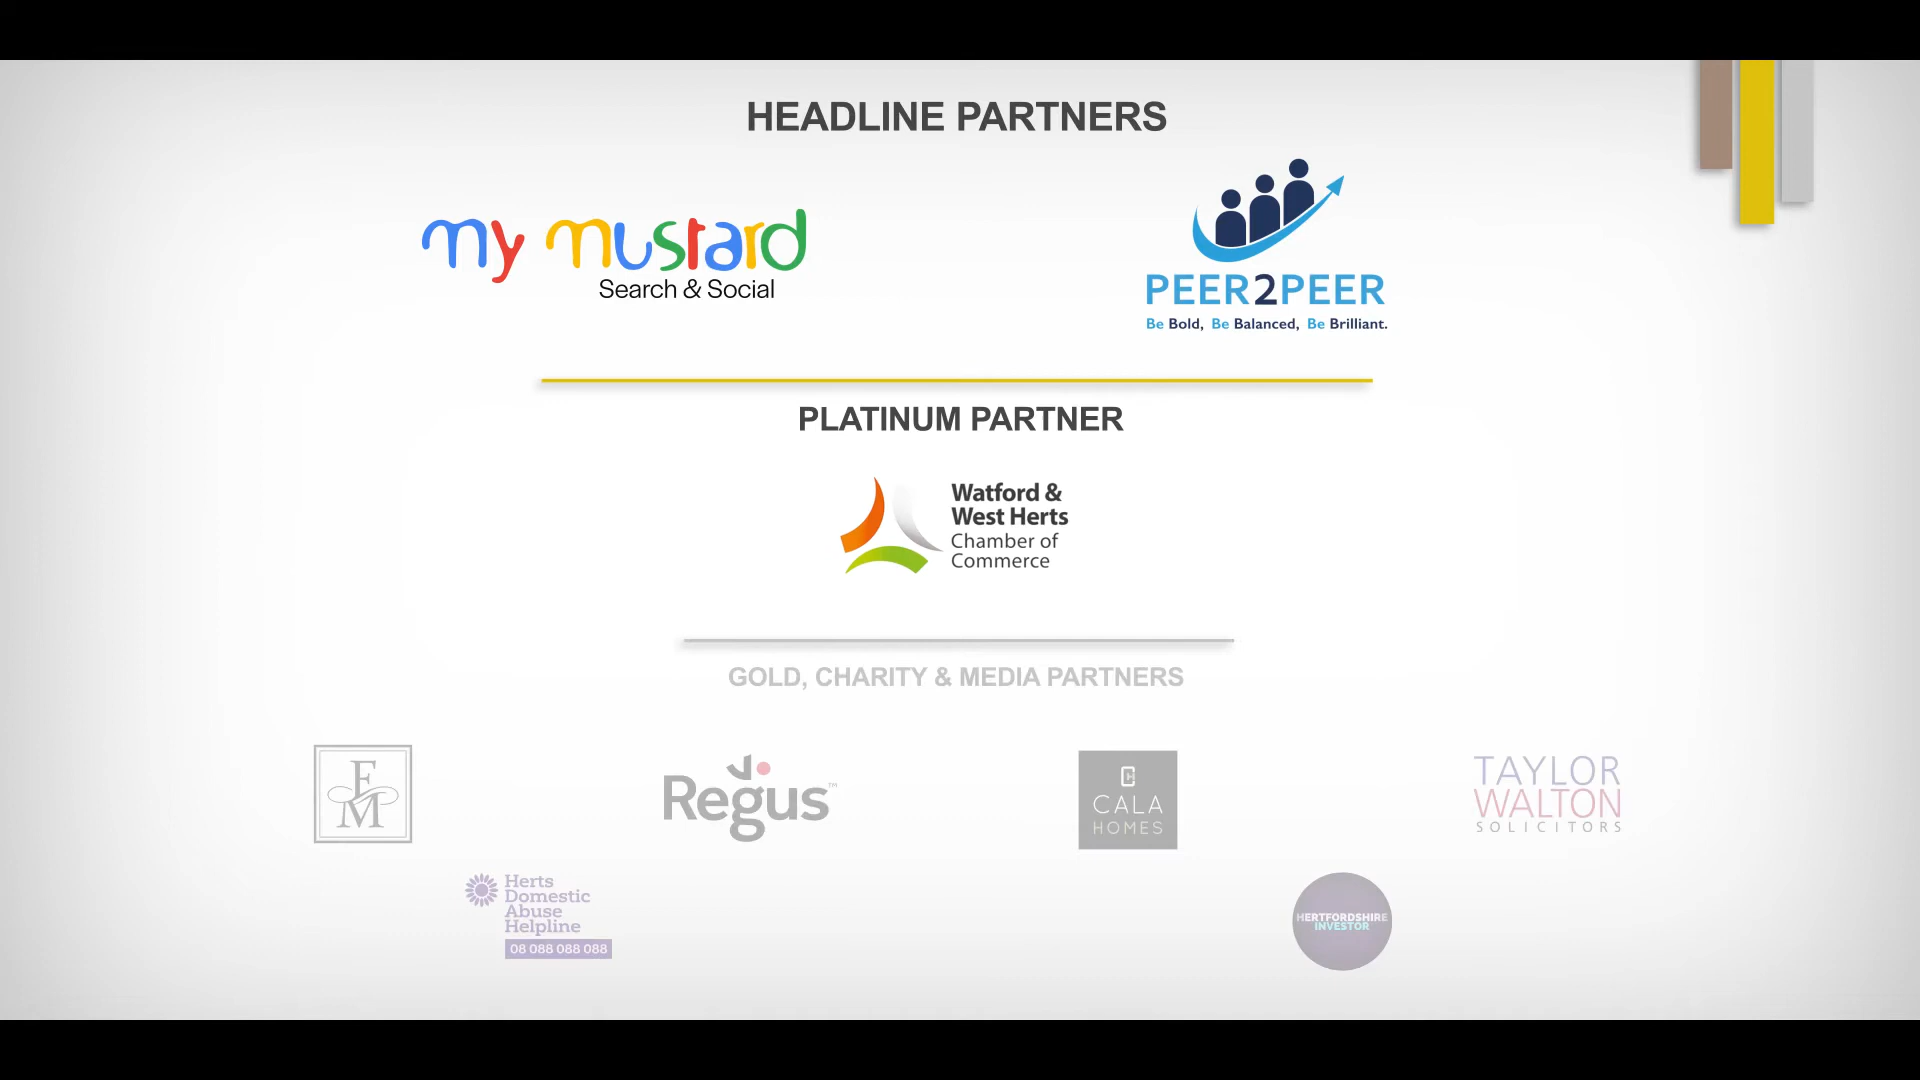 HEADLINE PARTNERS
my mustard
Search & Social
PEER2PEER
Be Bold, Be Balanced, Be Brilliant.
PLATINUM PARTNER
Watford &
West Herts
Chamber of
Commerce
GOLD, CHARITY & MEDIA PARTNERS
FM
Regus™
CALA
HOMES
TAYLOR
WALTON
SOLICITORS
Herts
Domestic
Abuse
Helpline
08 088 088 088
HERTFORDSHIRE
INVESTOR